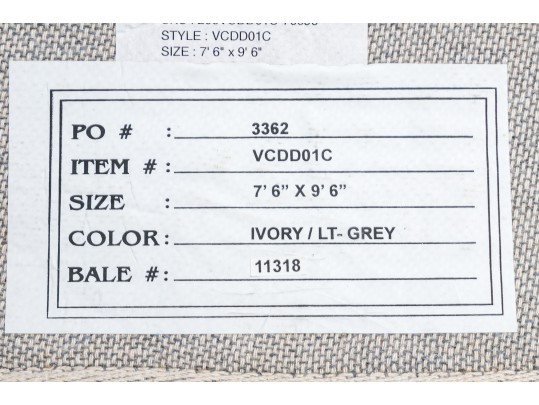 STYLE : VCDD01C
SIZE : 7' 6" x 9' 6"
PO # : 3362
ITEM # : VCDD01C
SIZE : 7’ 6” X 9’ 6”
COLOR : IVORY / LT- GREY
BALE # : 11318